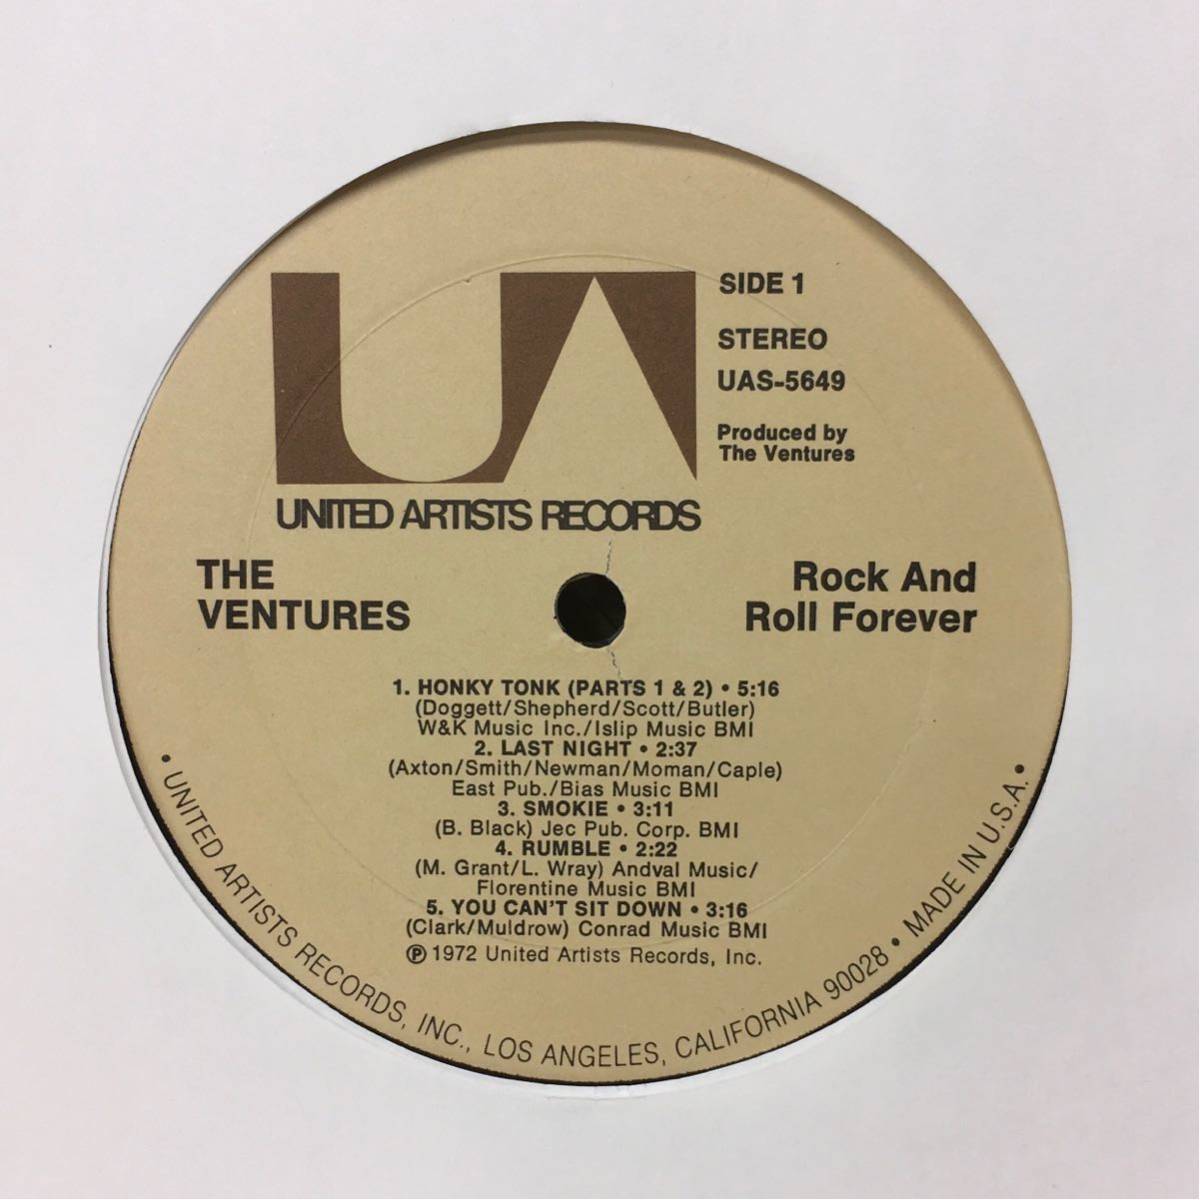 UA
SIDE 1
STEREO
UAS-5649
Produced by
The Ventures
UNITED ARTISTS RECORDS
THE
VENTURES
Rock And
Roll Forever
1. HONKY TONK (PARTS 1 & 2) • 5:16
(Doggett/Shepherd/Scott/Butler)
W&K Music Inc./Islip Music BMI
2. LAST NIGHT • 2:37
(Axton/Smith/Newman/Moman/Caple)
East Pub./Bias Music BMI
3. SMOKIE • 3:11
(B. Black) Jec Pub. Corp. BMI
4. RUMBLE • 2:22
(M. Grant/L. Wray) Andval Music/
Florentine Music BMI
5. YOU CAN'T SIT DOWN • 3:16
(Clark/Muldrow) Conrad Music BMI
℗ 1972 United Artists Records, Inc.
• UNITED ARTISTS RECORDS, INC., LOS ANGELES, CALIFORNIA 90028 • MADE IN U.S.A. •